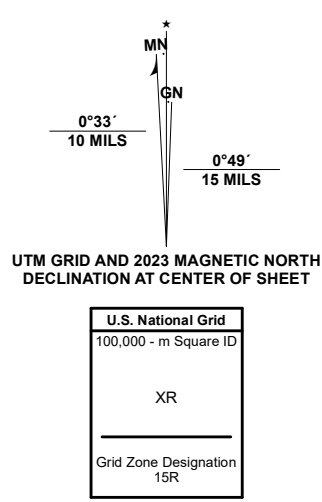 MN
GN
0°33´
10 MILS
0°49´
15 MILS
UTM GRID AND 2023 MAGNETIC NORTH
DECLINATION AT CENTER OF SHEET
U.S. National Grid
100,000 - m Square ID
XR
Grid Zone Designation
15R